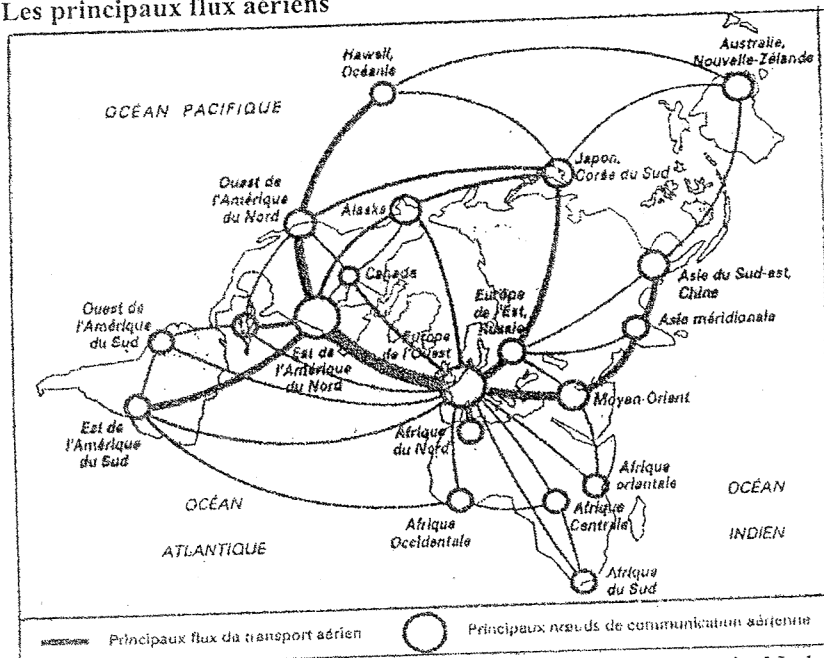 Les principaux flux aériens
Hawaii,
Océanie
Australie,
Nouvelle-Zélande
OCÉAN PACIFIQUE
Japon,
Corée du Sud
Ouest de
l'Amérique
du Nord
Alaska
Canada
Asie du Sud-est,
Chine
Europe
de l'Est,
Russie
Asie méridionale
Ouest de
l'Amérique
du Sud
Europe
de l'Ouest
Est de
l'Amérique
du Nord
Moyen-Orient
Est de
l'Amérique
du Sud
Afrique
du Nord
Afrique
orientale
OCÉAN
INDIEN
OCÉAN
ATLANTIQUE
Afrique
Occidentale
Afrique
Centrale
Afrique
du Sud
Principaux flux du transport aérien
Principaux nœuds de communication aérienne